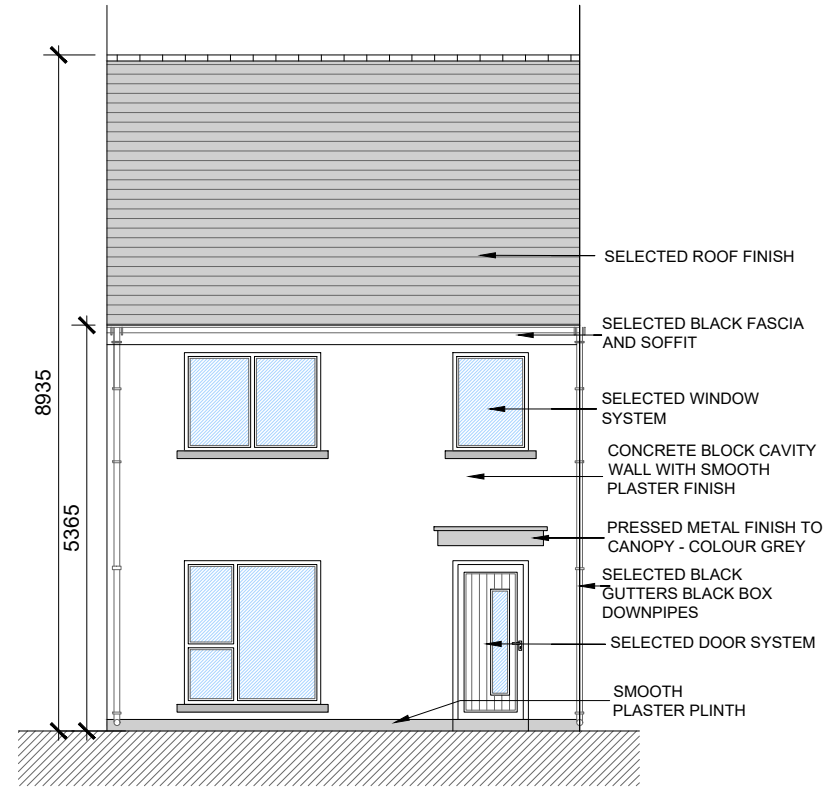 SELECTED ROOF FINISH
SELECTED BLACK FASCIA
AND SOFFIT
8935
SELECTED WINDOW
SYSTEM
CONCRETE BLOCK CAVITY
WALL WITH SMOOTH
PLASTER FINISH
5365
PRESSED METAL FINISH TO
CANOPY - COLOUR GREY
SELECTED BLACK
GUTTERS BLACK BOX
DOWNPIPES
SELECTED DOOR SYSTEM
SMOOTH
PLASTER PLINTH